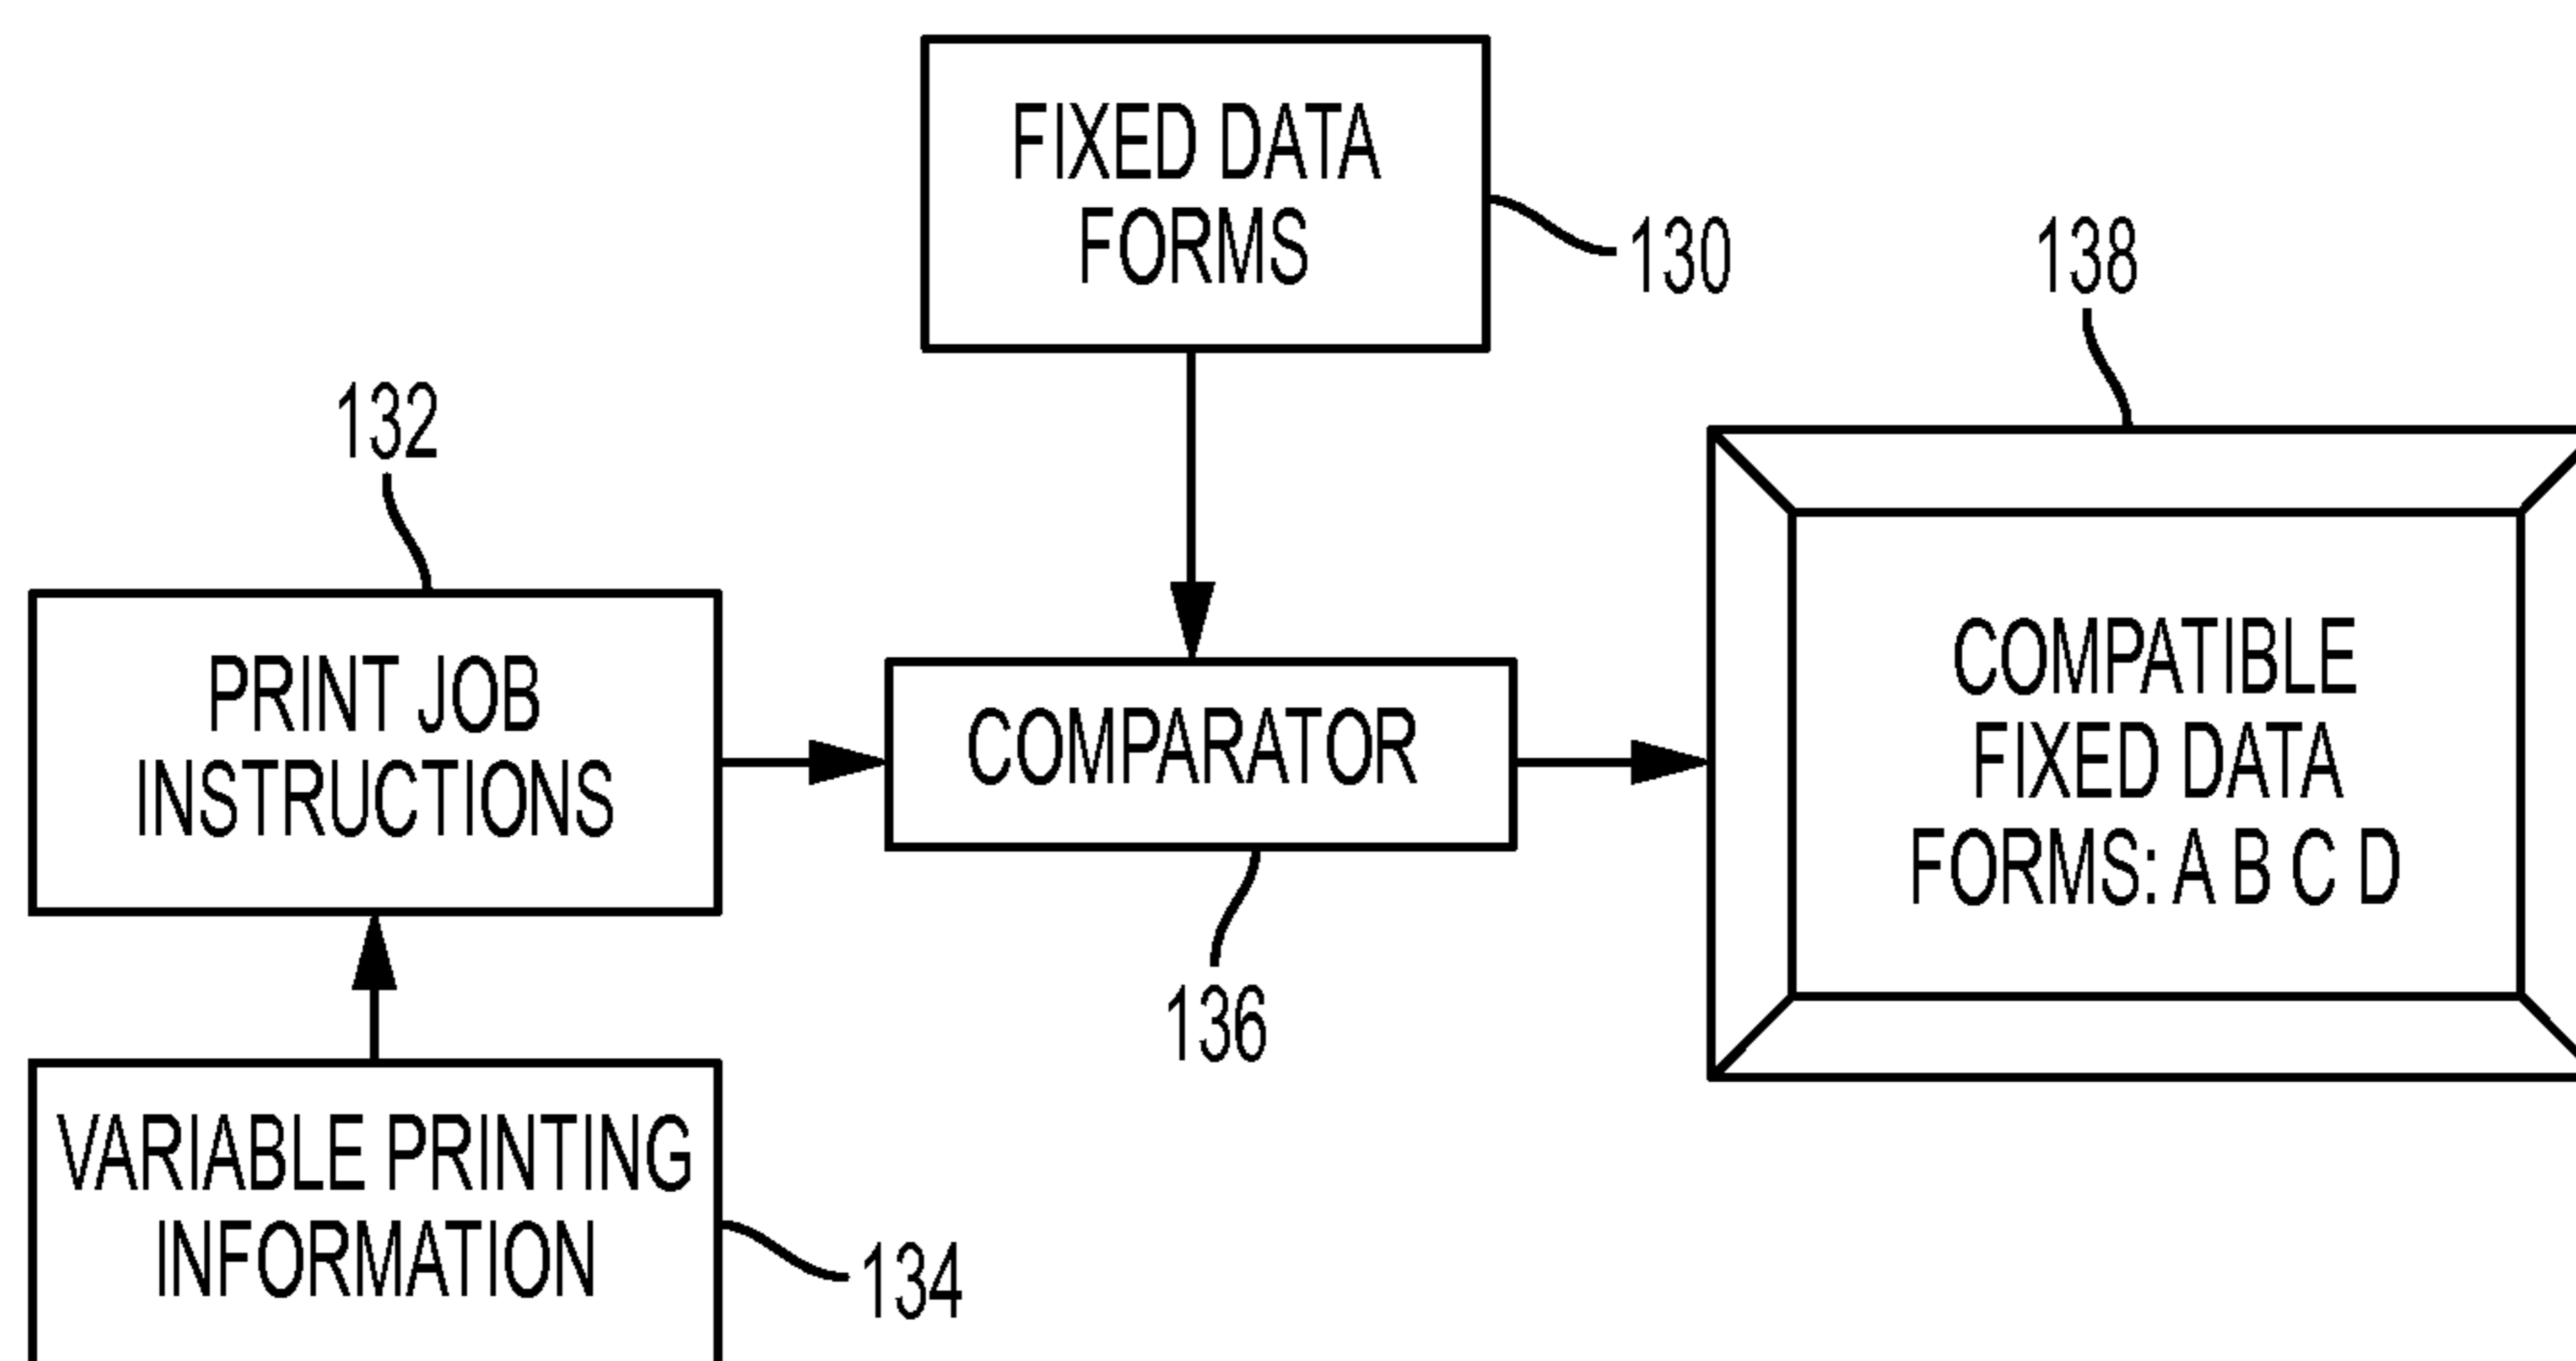 FIXED DATA
FORMS
130
138
132
PRINT JOB
INSTRUCTIONS
COMPARATOR
COMPATIBLE
FIXED DATA
FORMS: A B C D
136
VARIABLE PRINTING
INFORMATION
134